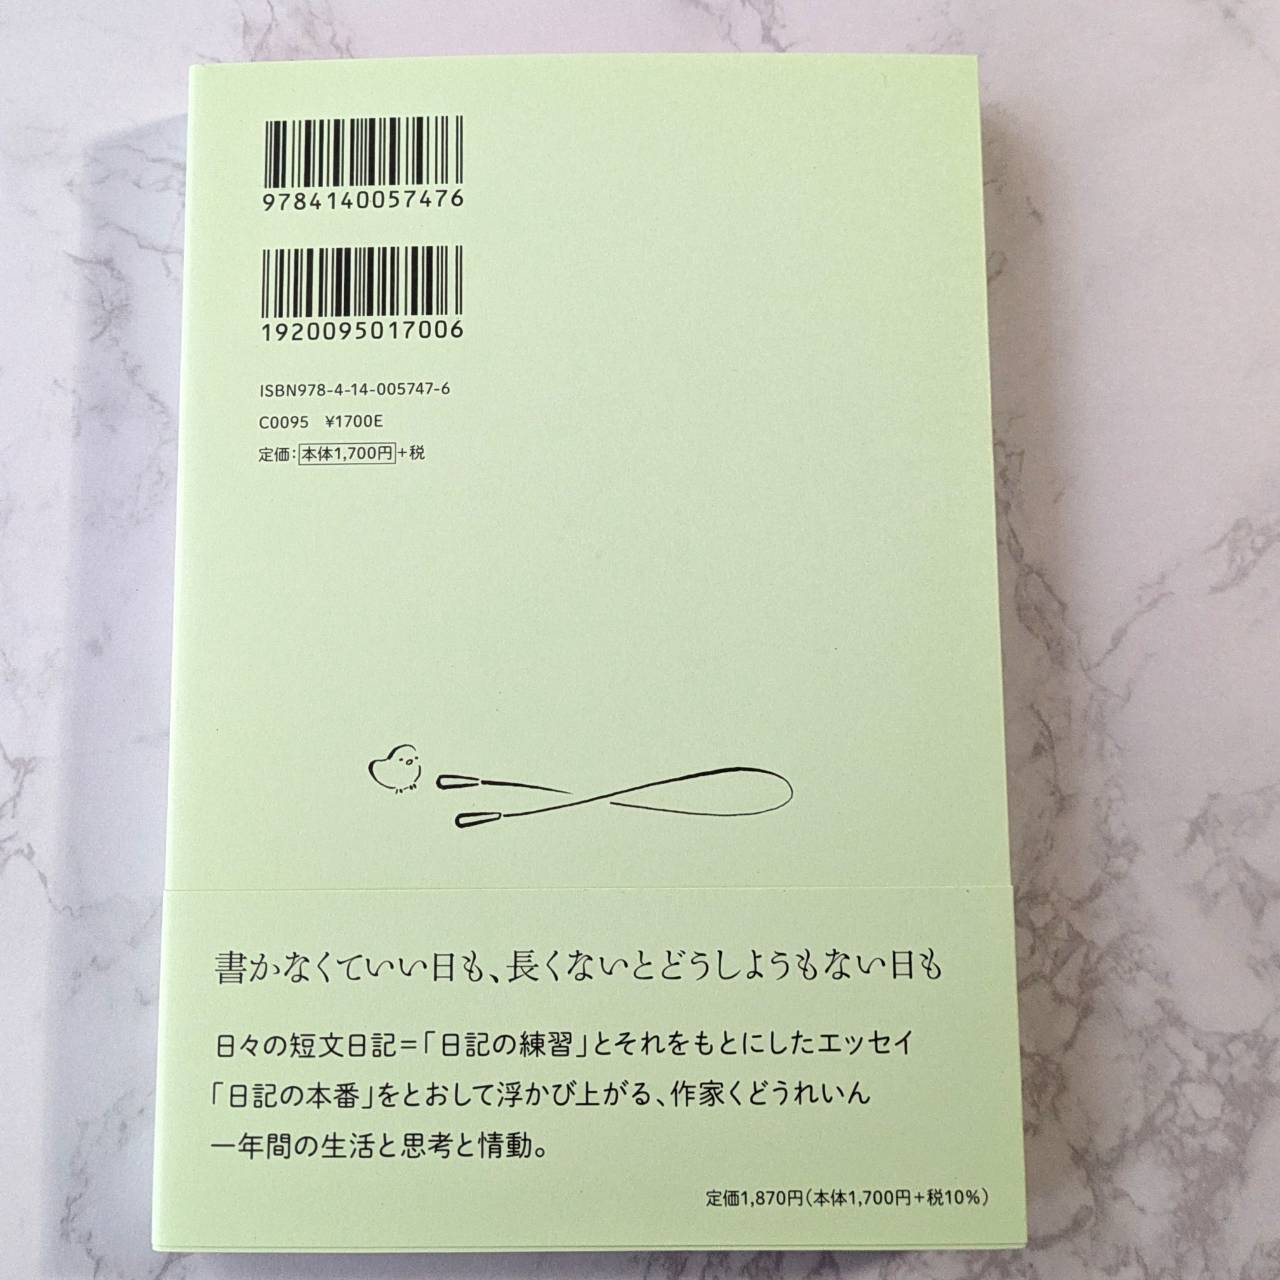 9784140057476
1920095017006
ISBN978-4-14-005747-6
C0095 ¥1700E
定価：本体1,700円+税
書かなくていい日も、長くないとどうしようもない日も
日々の短文日記=「日記の練習」とそれをもとにしたエッセイ
「日記の本番」をとおして浮かび上がる、作家くどうれいん
一年間の生活と思考と情動。
定価1,870円(本体1,700円+税10%)